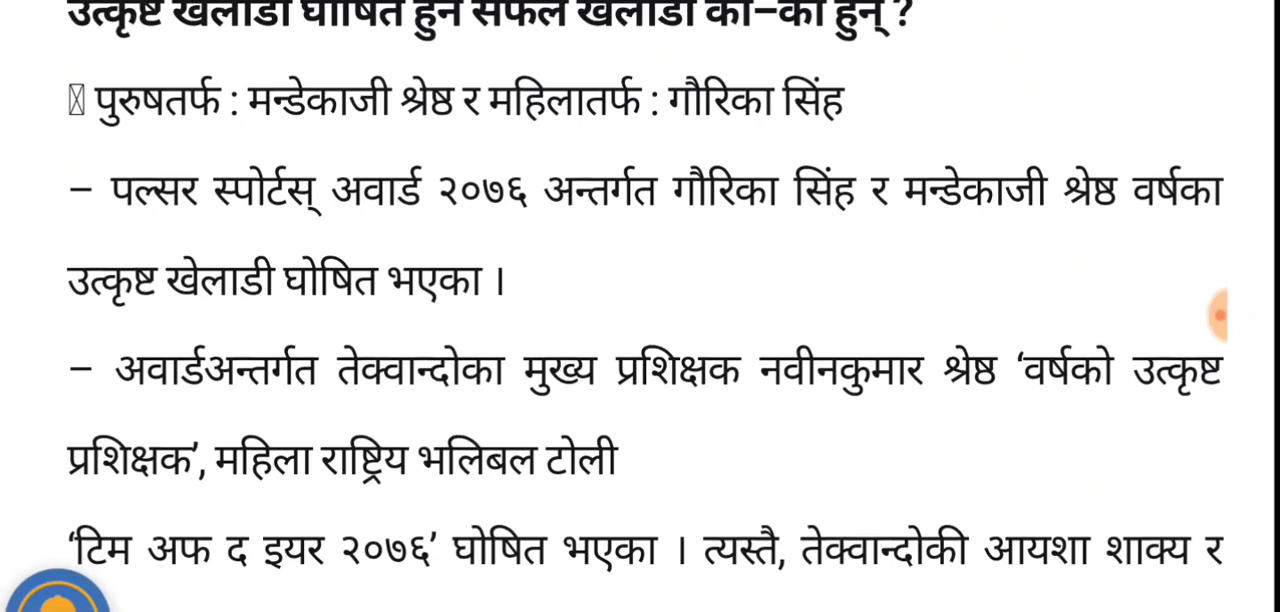 उत्कृष्ट खेलाडी घोषित हुन सफल खेलाडी को–को हुन् ?
पुरुषतर्फ : मन्डेकाजी श्रेष्ठ र महिलातर्फ : गौरिका सिंह
– पल्सर स्पोर्टस् अवार्ड २०७६ अन्तर्गत गौरिका सिंह र मन्डेकाजी श्रेष्ठ वर्षका
उत्कृष्ट खेलाडी घोषित भएका ।
– अवार्डअन्तर्गत तेक्वान्दोका मुख्य प्रशिक्षक नवीनकुमार श्रेष्ठ ‘वर्षको उत्कृष्ट
प्रशिक्षक’, महिला राष्ट्रिय भलिबल टोली
‘टिम अफ द इयर २०७६’ घोषित भएका । त्यस्तै, तेक्वान्दोकी आयशा शाक्य र